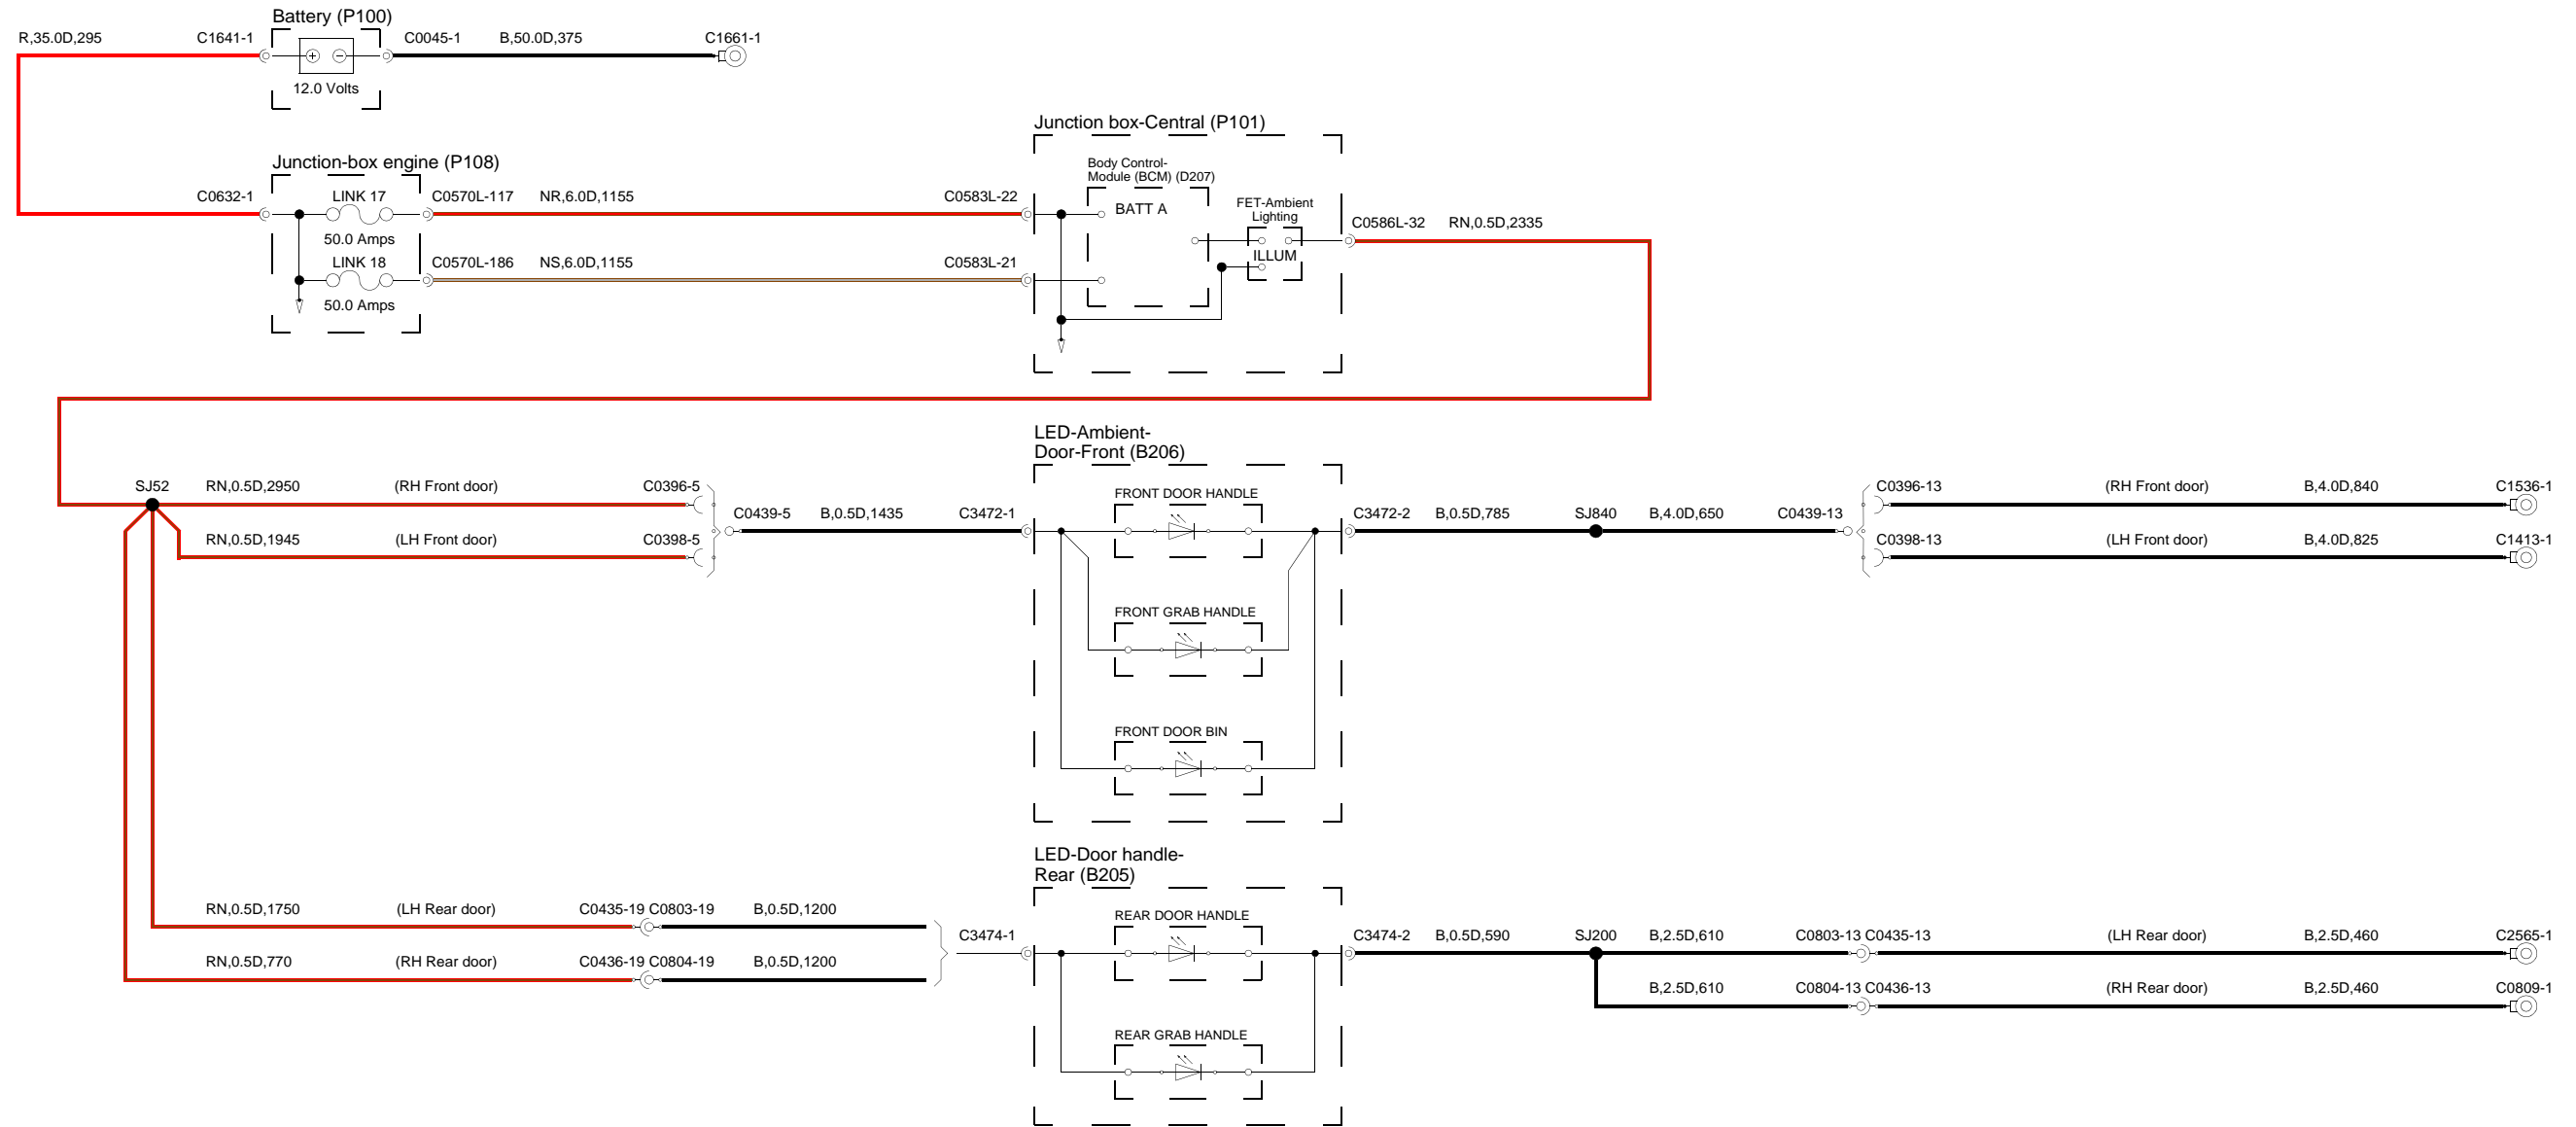 Battery (P100)
R,35.0D,295
C1641-1
C0045-1
B,50.0D,375
C1661-1
12.0 Volts
Junction box-Central (P101)
Junction-box engine (P108)
Body Control-
Module (BCM) (D207)
C0632-1
LINK 17
C0570L-117
NR,6.0D,1155
C0583L-22
BATT A
FET-Ambient
Lighting
C0586L-32
RN,0.5D,2335
50.0 Amps
LINK 18
C0570L-186
NS,6.0D,1155
C0583L-21
ILLUM
50.0 Amps
LED-Ambient-
Door-Front (B206)
SJ52
RN,0.5D,2950
(RH Front door)
C0396-5
FRONT DOOR HANDLE
C0396-13
(RH Front door)
B,4.0D,840
C1536-1
C0439-5
B,0.5D,1435
C3472-1
C3472-2
B,0.5D,785
SJ840
B,4.0D,650
C0439-13
RN,0.5D,1945
(LH Front door)
C0398-5
C0398-13
(LH Front door)
B,4.0D,825
C1413-1
FRONT GRAB HANDLE
FRONT DOOR BIN
LED-Door handle-
Rear (B205)
RN,0.5D,1750
(LH Rear door)
C0435-19 C0803-19
B,0.5D,1200
REAR DOOR HANDLE
C3474-1
C3474-2
B,0.5D,590
SJ200
B,2.5D,610
C0803-13 C0435-13
(LH Rear door)
B,2.5D,460
C2565-1
RN,0.5D,770
(RH Rear door)
C0436-19 C0804-19
B,0.5D,1200
B,2.5D,610
C0804-13 C0436-13
(RH Rear door)
B,2.5D,460
C0809-1
REAR GRAB HANDLE